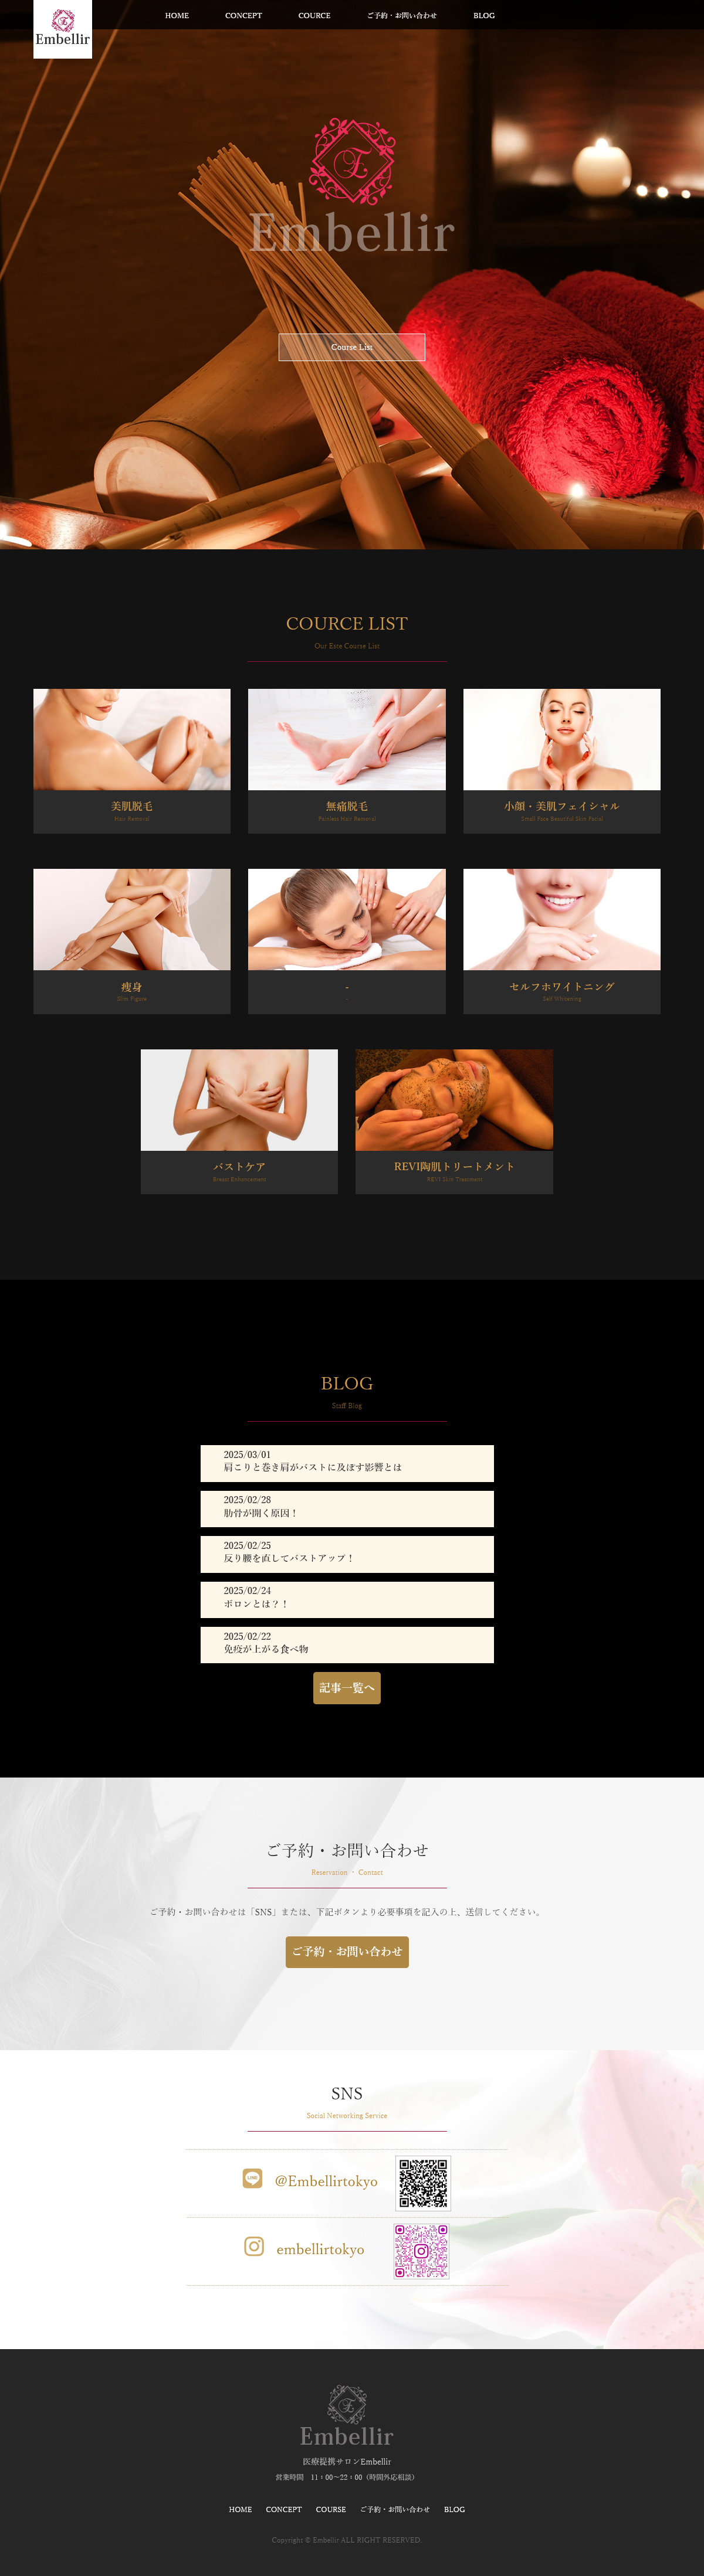 Embellir
HOME CONCEPT COURCE ご予約・お問い合わせ BLOG
Embellir
Course List
COURCE LIST
Our Este Course List
美肌脱毛
Hair Removal
無痛脱毛
Painless Hair Removal
小顔・美肌フェイシャル
Small Face Beautiful Skin Facial
痩身
Slim Figure
-
-
セルフホワイトニング
Self Whitening
バストケア
Breast Enhancement
REVI陶肌トリートメント
REVI Skin Treatment
BLOG
Staff Blog
2025/03/01
肩こりと巻き肩がバストに及ぼす影響とは
2025/02/28
肋骨が開く原因！
2025/02/25
反り腰を直してバストアップ！
2025/02/24
ボロンとは？！
2025/02/22
免疫が上がる食べ物
記事一覧へ
ご予約・お問い合わせ
Reservation ・ Contact
ご予約・お問い合わせは「SNS」または、下記ボタンより必要事項を記入の上、送信してください。
ご予約・お問い合わせ
SNS
Social Networking Service
LINE @Embellirtokyo
embellirtokyo
Embellir
医療提携サロンEmbellir
営業時間　11：00〜22：00（時間外応相談）
HOME CONCEPT COURSE ご予約・お問い合わせ BLOG
Copyright © Embellir ALL RIGHT RESERVED.